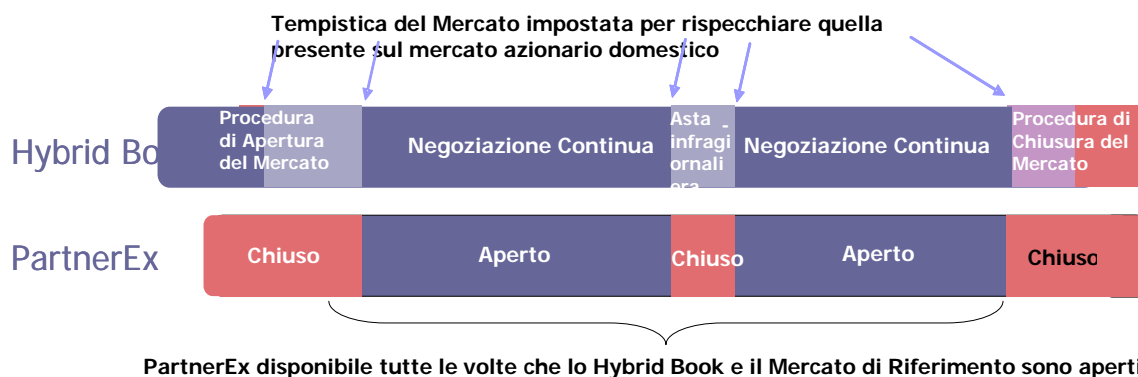 Tempistica del Mercato impostata per rispecchiare quella
presente sul mercato azionario domestico
Hybrid Bo
Procedura
di Apertura
del Mercato
Negoziazione Continua
Asta -
infragi
ornali
era
Negoziazione Continua
Procedura di
Chiusura del
Mercato
PartnerEx
Chiuso
Aperto
Chiuso
Aperto
Chiuso
PartnerEx disponibile tutte le volte che lo Hybrid Book e il Mercato di Riferimento sono aperti